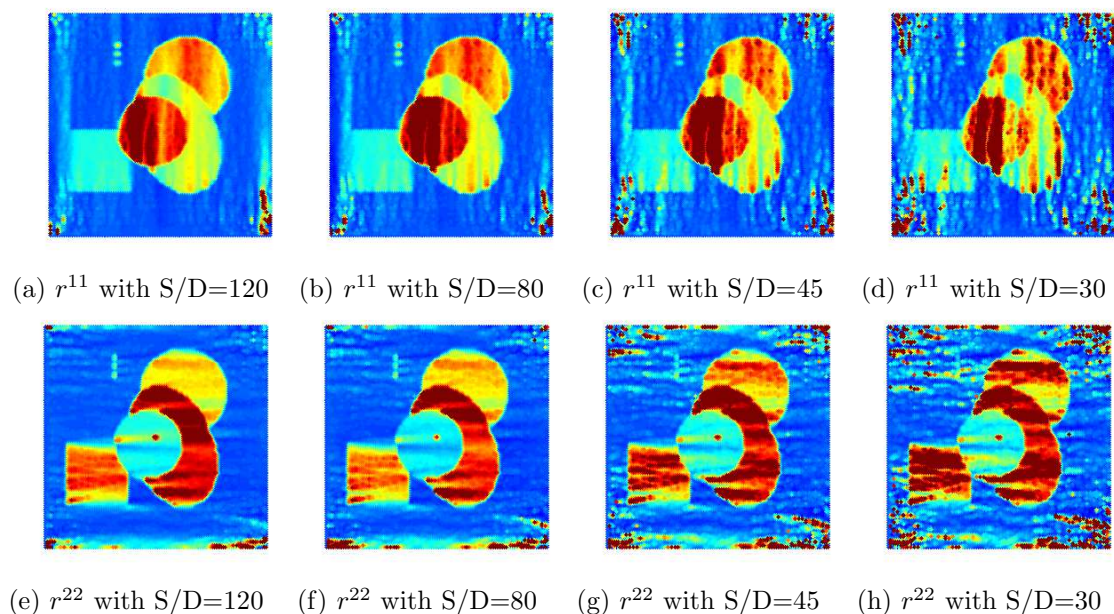 (a) r^11 with S/D=120 (b) r^11 with S/D=80 (c) r^11 with S/D=45 (d) r^11 with S/D=30
(e) r^22 with S/D=120 (f) r^22 with S/D=80 (g) r^22 with S/D=45 (h) r^22 with S/D=30